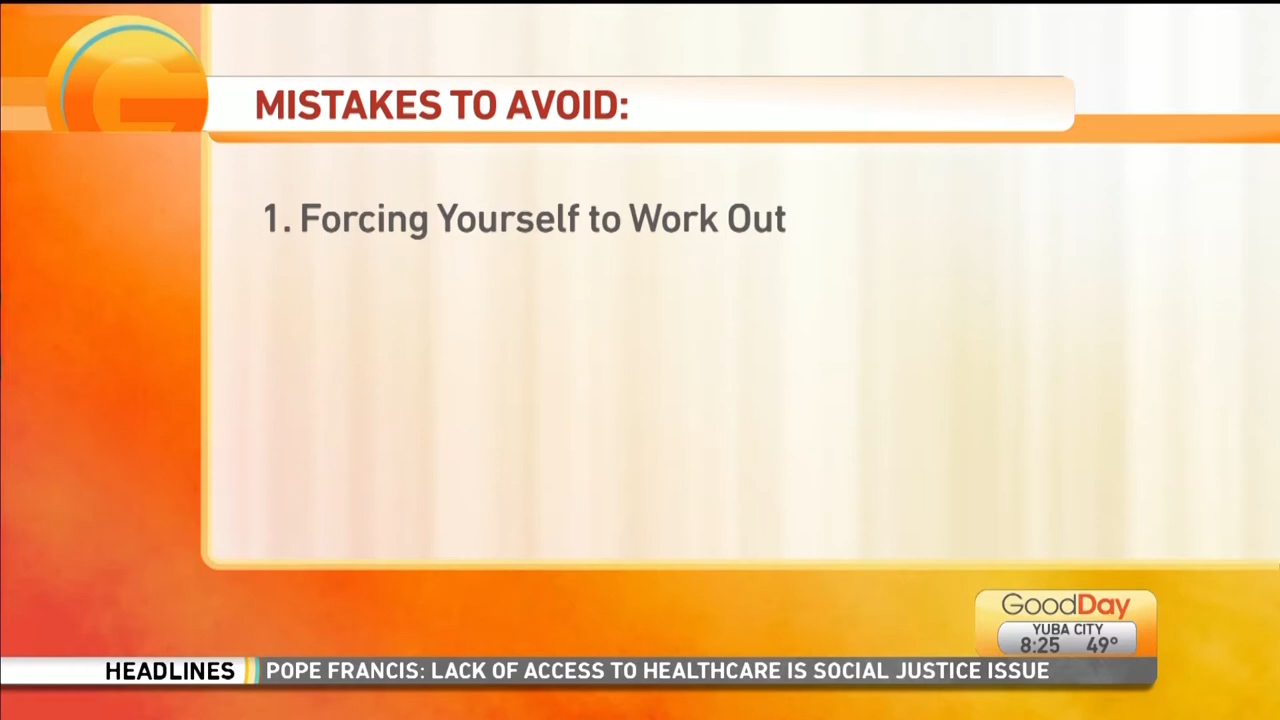 MISTAKES TO AVOID:
1. Forcing Yourself to Work Out
GoodDay
YUBA CITY
8:25 49°
HEADLINES POPE FRANCIS: LACK OF ACCESS TO HEALTHCARE IS SOCIAL JUSTICE ISSUE